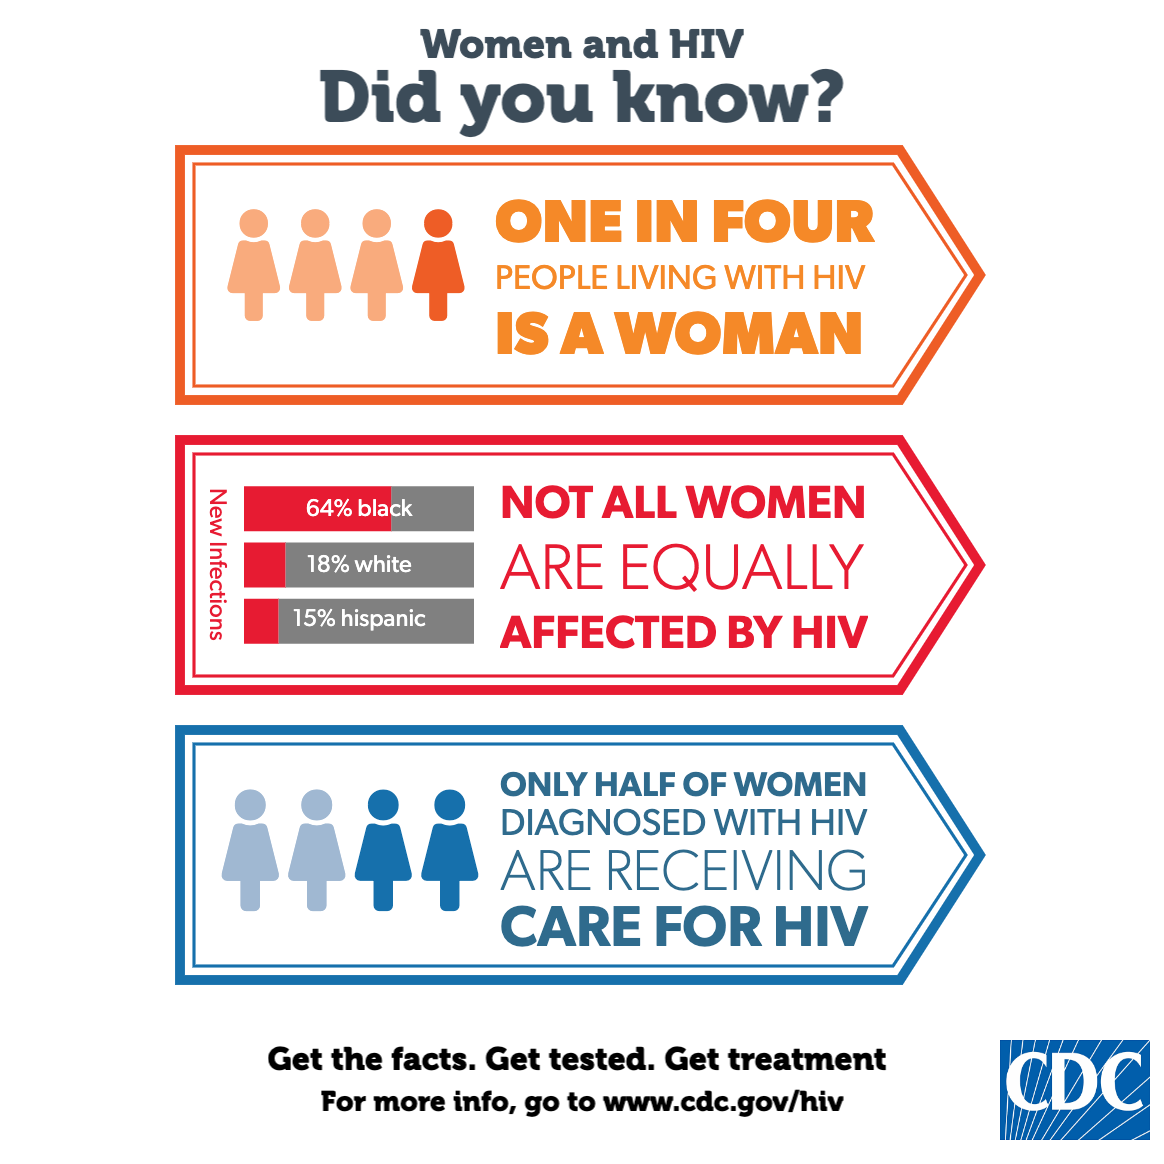 Women and HIV
Did you know?
ONE IN FOUR
PEOPLE LIVING WITH HIV
IS A WOMAN
New Infections
64% black
18% white
15% hispanic
NOT ALL WOMEN
ARE EQUALLY
AFFECTED BY HIV
ONLY HALF OF WOMEN
DIAGNOSED WITH HIV
ARE RECEIVING
CARE FOR HIV
Get the facts. Get tested. Get treatment
For more info, go to www.cdc.gov/hiv
CDC